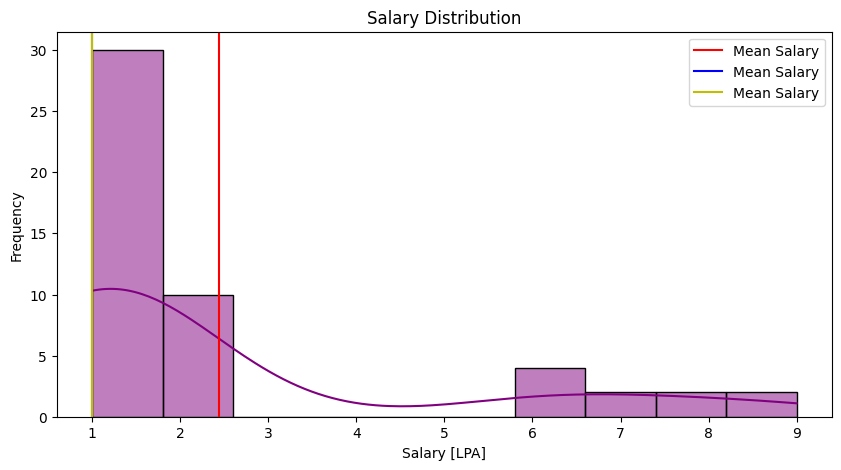 Salary Distribution
Mean Salary
Mean Salary
Mean Salary
Frequency
30
25
20
15
10
5
0
1 2 3 4 5 6 7 8 9
Salary [LPA]